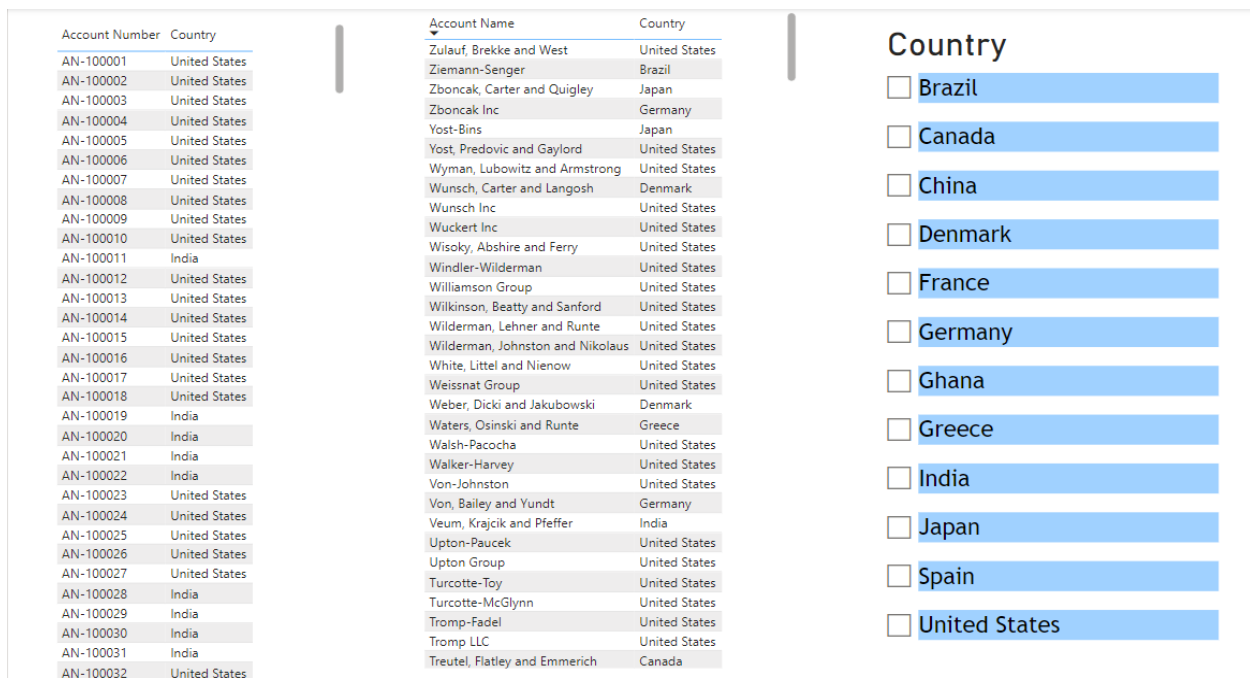 Account Number Country
AN-100001 United States
AN-100002 United States
AN-100003 United States
AN-100004 United States
AN-100005 United States
AN-100006 United States
AN-100007 United States
AN-100008 United States
AN-100009 United States
AN-100010 United States
AN-100011 India
AN-100012 United States
AN-100013 United States
AN-100014 United States
AN-100015 United States
AN-100016 United States
AN-100017 United States
AN-100018 United States
AN-100019 India
AN-100020 India
AN-100021 India
AN-100022 India
AN-100023 United States
AN-100024 United States
AN-100025 United States
AN-100026 United States
AN-100027 United States
AN-100028 India
AN-100029 India
AN-100030 India
AN-100031 India
AN-100032 United States
Account Name Country
Zulauf, Brekke and West United States
Ziemann-Senger Brazil
Zboncak, Carter and Quigley Japan
Zboncak Inc Germany
Yost-Bins Japan
Yost, Predovic and Gaylord United States
Wyman, Lubowitz and Armstrong United States
Wunsch, Carter and Langosh Denmark
Wunsch Inc United States
Wuckert Inc United States
Wisoky, Abshire and Ferry United States
Windler-Wilderman United States
Williamson Group United States
Wilkinson, Beatty and Sanford United States
Wilderman, Lehner and Runte United States
Wilderman, Johnston and Nikolaus United States
White, Littel and Nienow United States
Weissnat Group United States
Weber, Dicki and Jakubowski Denmark
Waters, Osinski and Runte Greece
Walsh-Pacocha United States
Walker-Harvey United States
Von-Johnston United States
Von, Bailey and Yundt Germany
Veum, Krajcik and Pfeffer India
Upton-Paucek United States
Upton Group United States
Turcotte-Toy United States
Turcotte-McGlynn United States
Tromp-Fadel United States
Tromp LLC United States
Treutel, Flatley and Emmerich Canada
Country
Brazil
Canada
China
Denmark
France
Germany
Ghana
Greece
India
Japan
Spain
United States